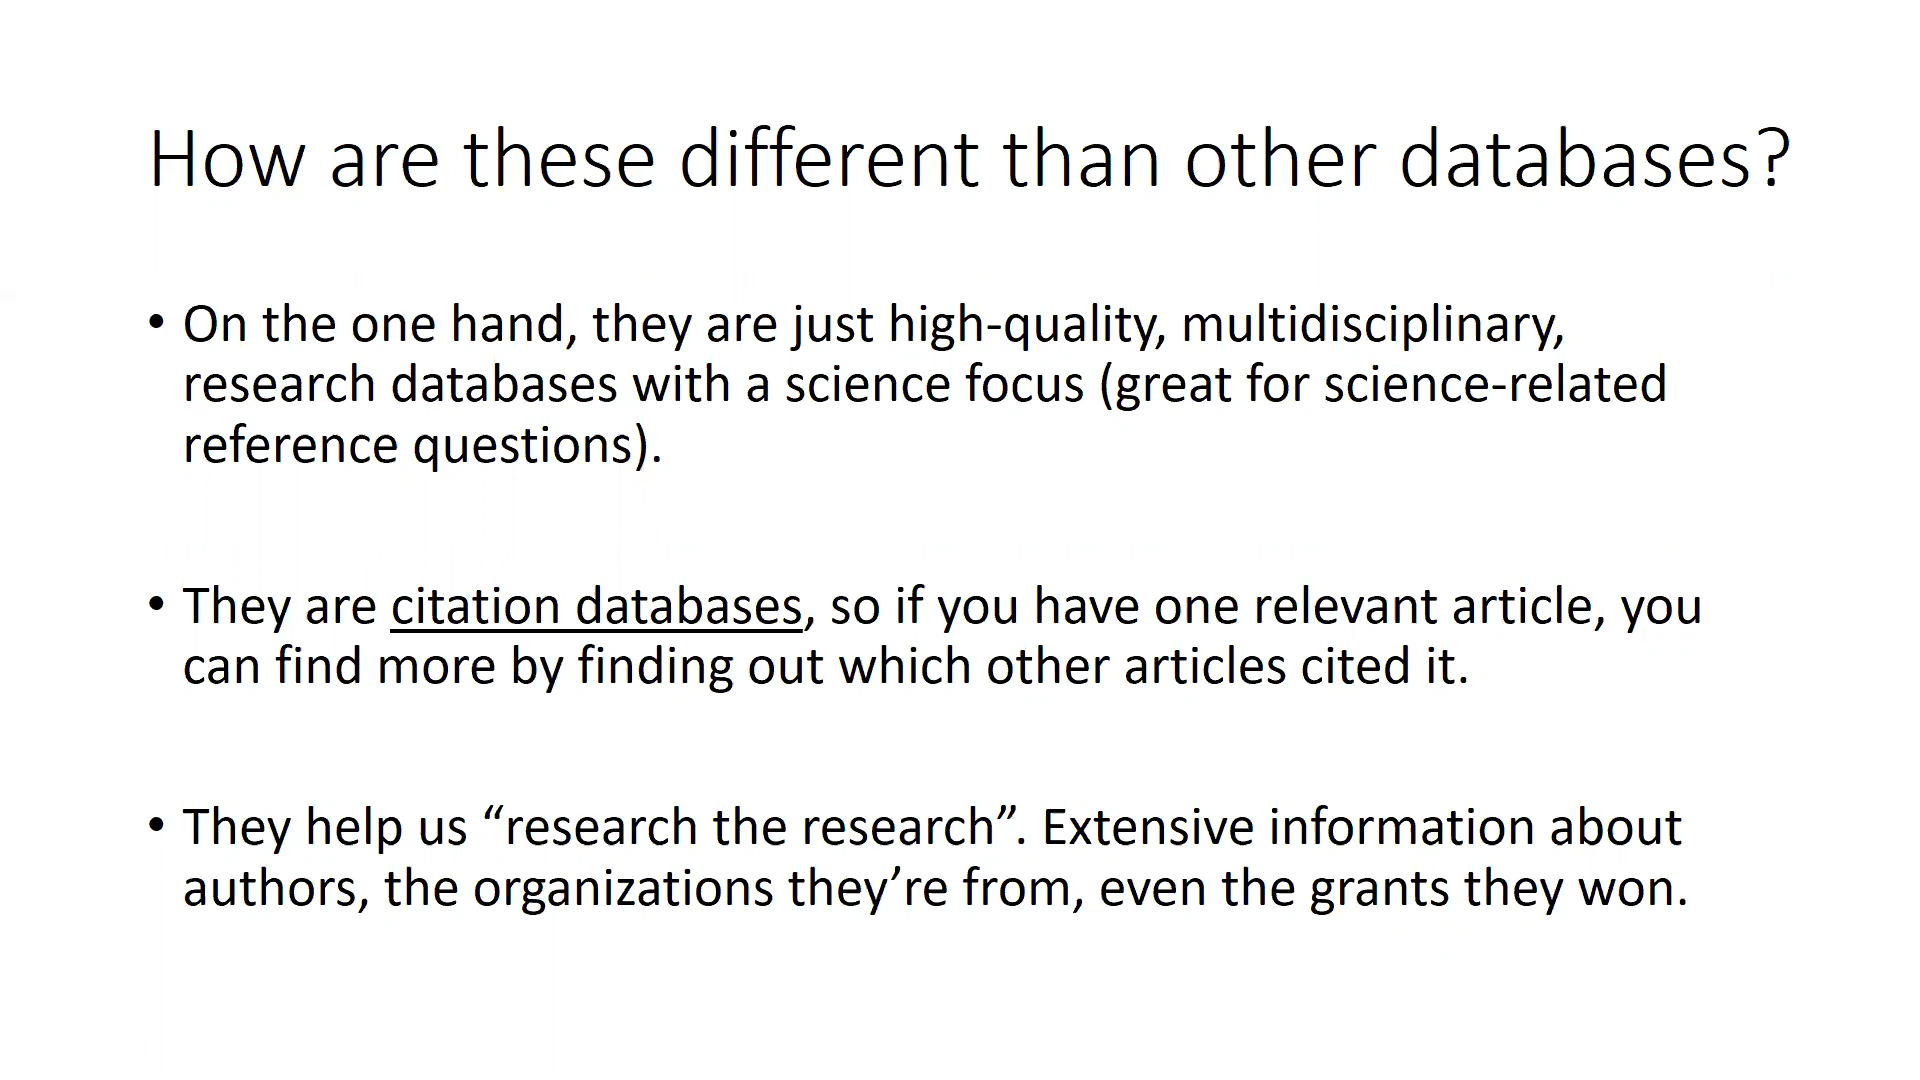 How are these different than other databases?
• On the one hand, they are just high-quality, multidisciplinary,
research databases with a science focus (great for science-related
reference questions).
• They are citation databases, so if you have one relevant article, you
can find more by finding out which other articles cited it.
• They help us “research the research”. Extensive information about
authors, the organizations they’re from, even the grants they won.